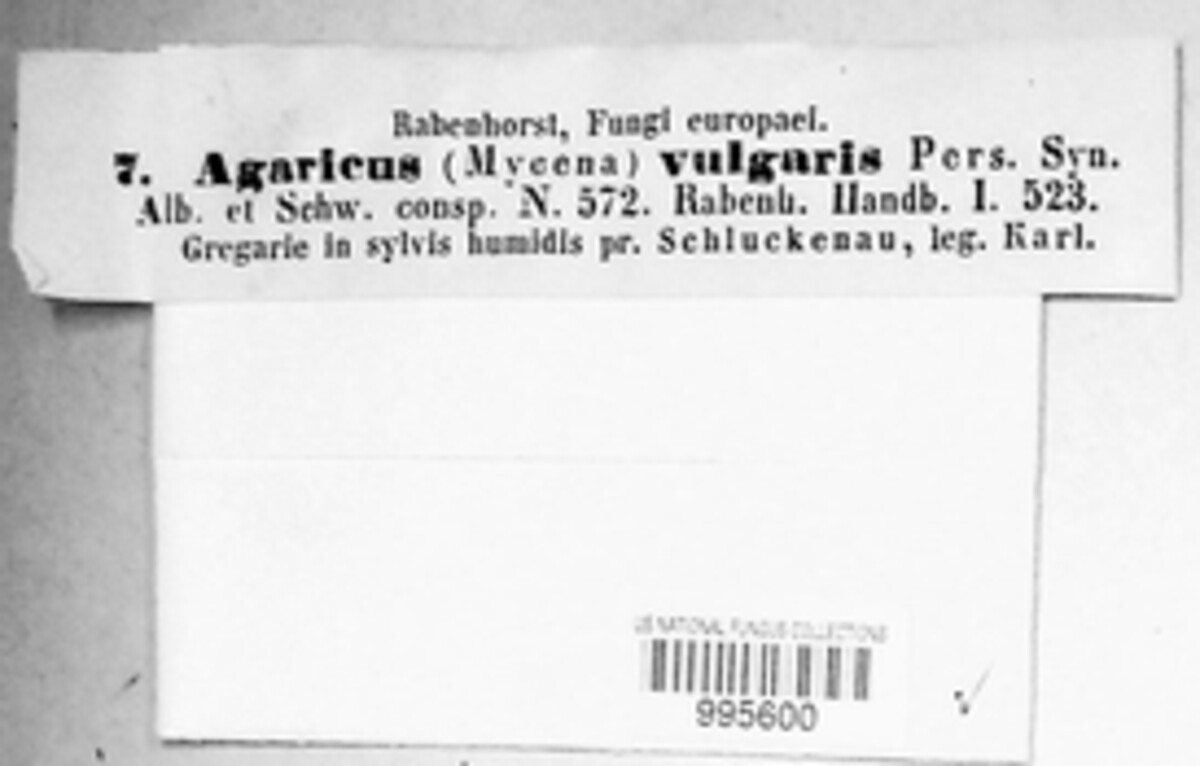 Rabenhorst, Fungi europaei.
7. Agaricus (Mycena) vulgaris Pers. Syn.
Alb. et Schw. consp. N. 572. Rabenh. Handb. I. 523.
Gregarie in sylvis humidis pr. Schluckenau, leg. Karl.
US NATIONAL FUNGUS COLLECTIONS
995600